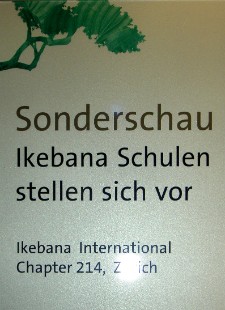 Sonderschau
Ikebana Schulen
stellen sich vor
Ikebana International
Chapter 214,